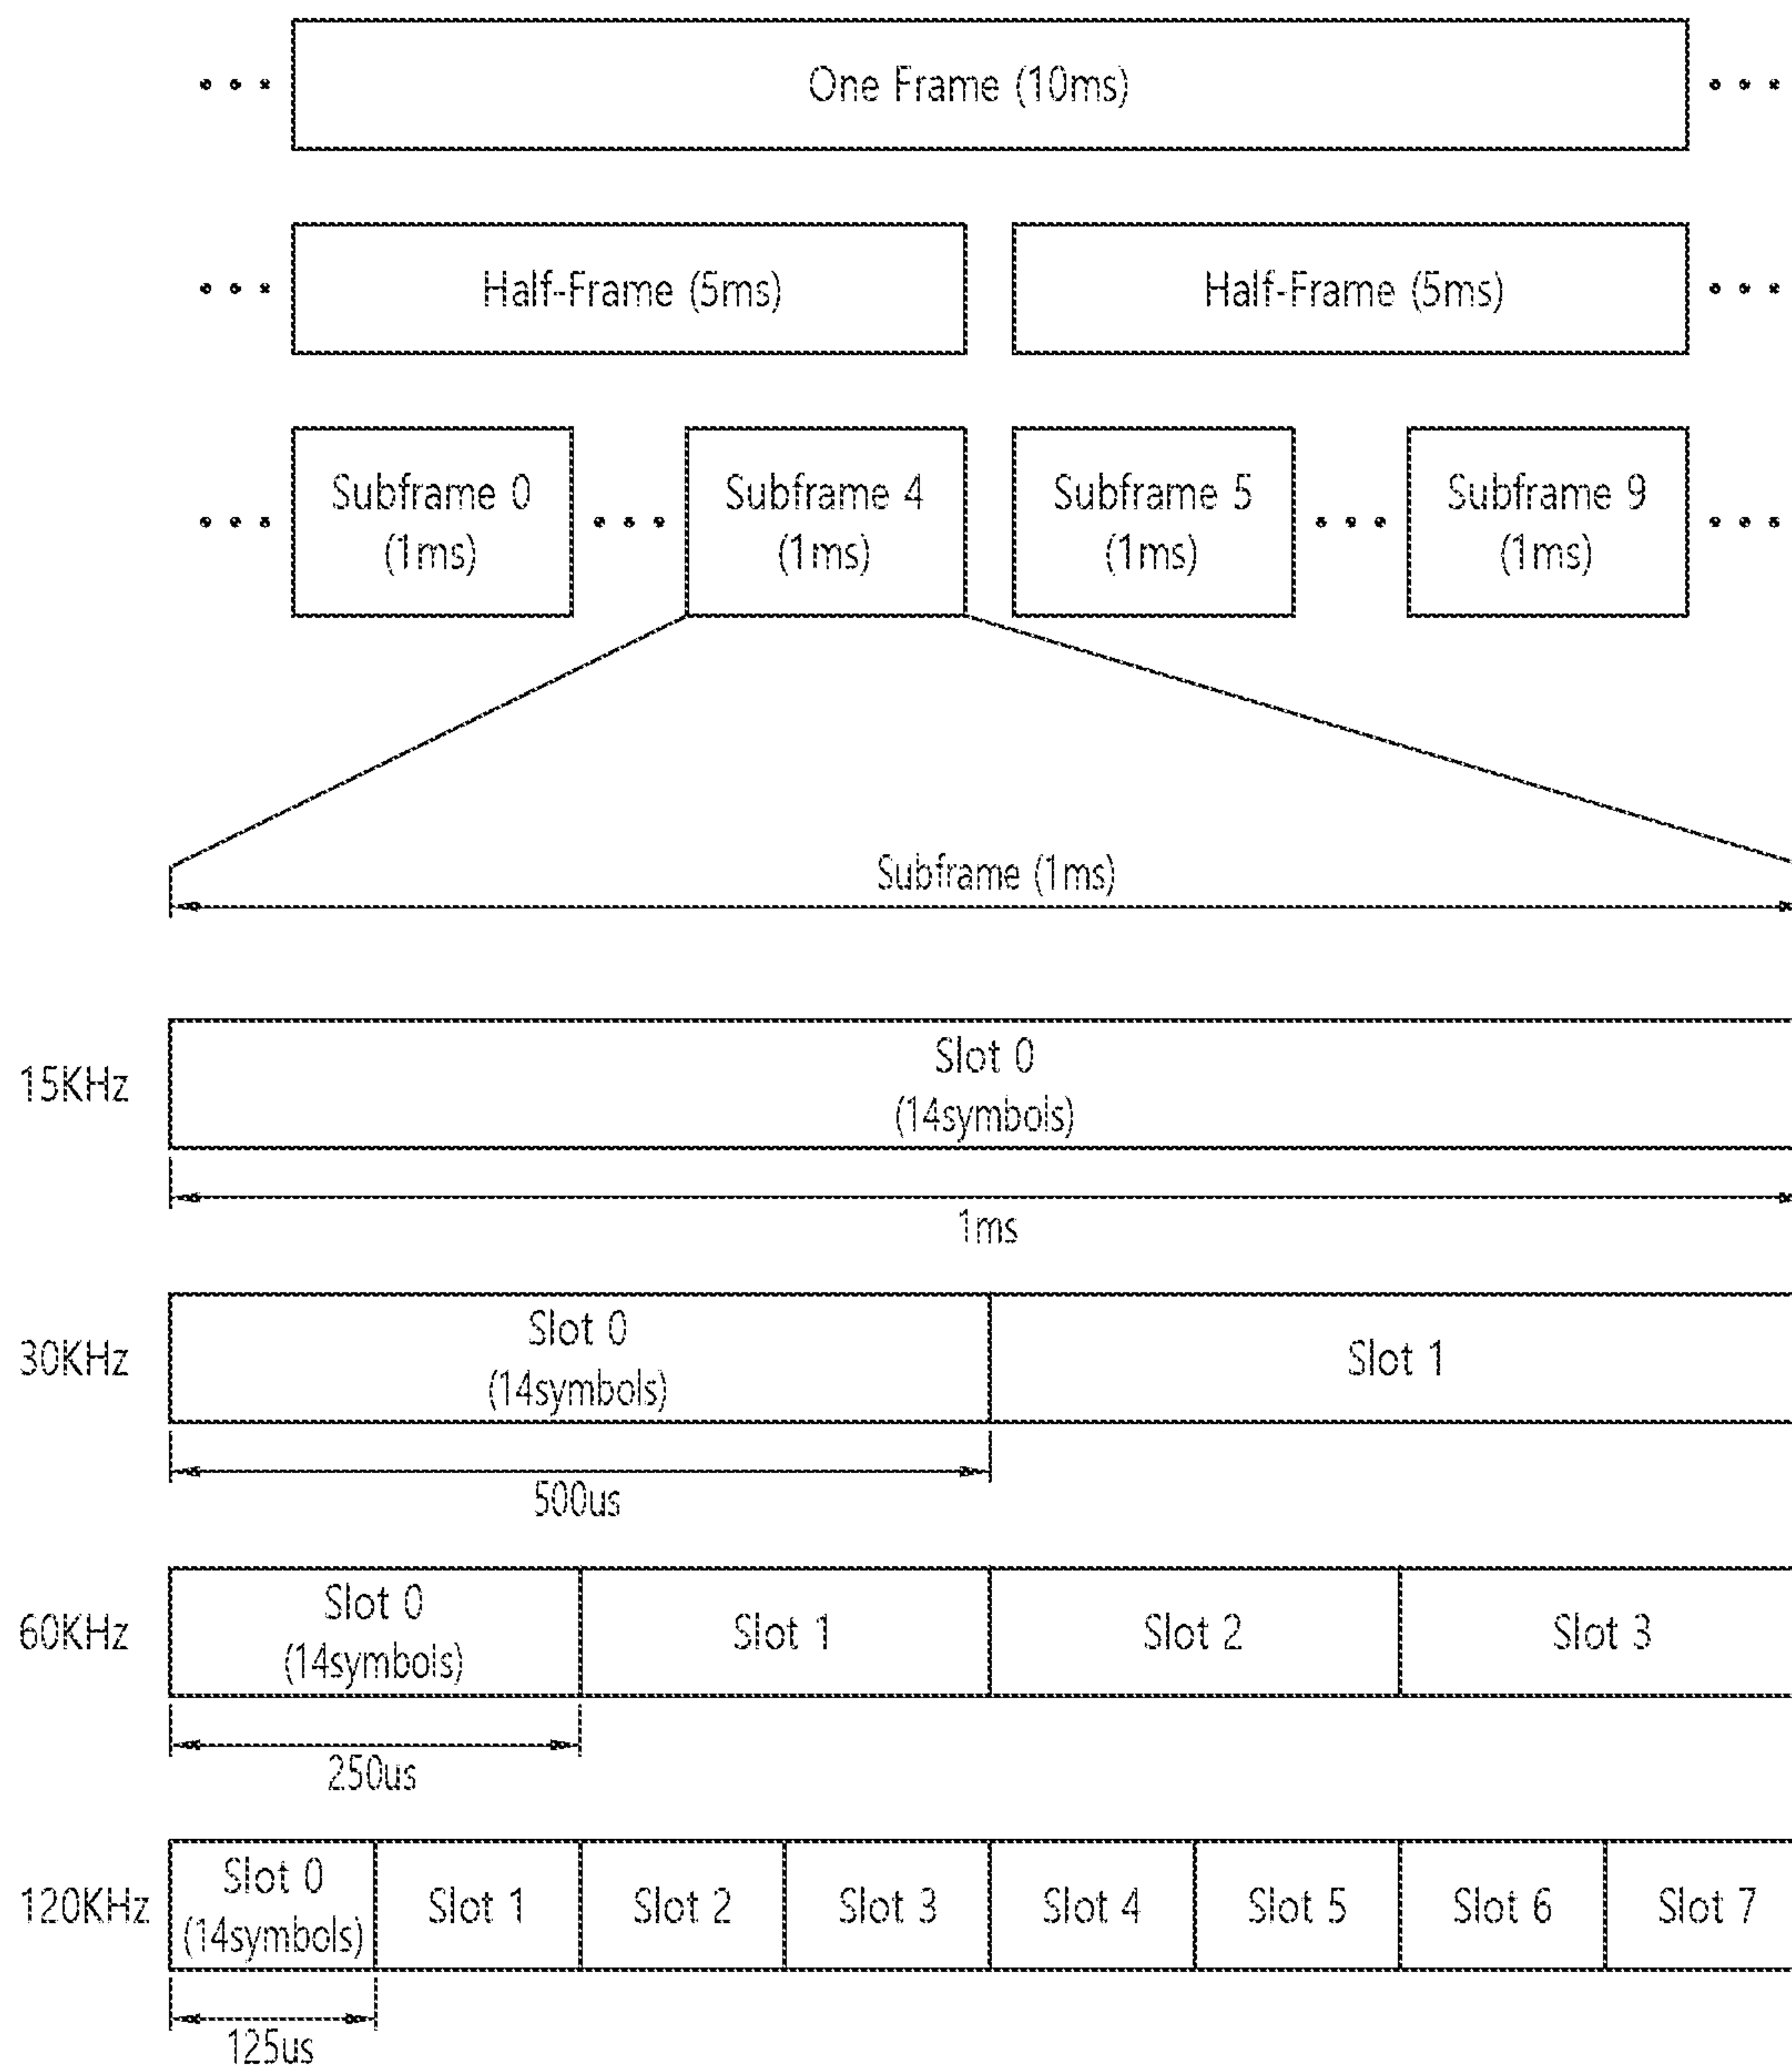 One Frame (10ms)
Half-Frame (5ms)
Half-Frame (5ms)
Subframe 0
(1ms)
Subframe 4
(1ms)
Subframe 5
(1ms)
Subframe 9
(1ms)
Subframe (1ms)
15KHz
Slot 0
(14symbols)
1ms
30KHz
Slot 0
(14symbols)
Slot 1
500us
60KHz
Slot 0
(14symbols)
Slot 1
Slot 2
Slot 3
250us
120KHz
Slot 0
(14symbols)
Slot 1
Slot 2
Slot 3
Slot 4
Slot 5
Slot 6
Slot 7
125us